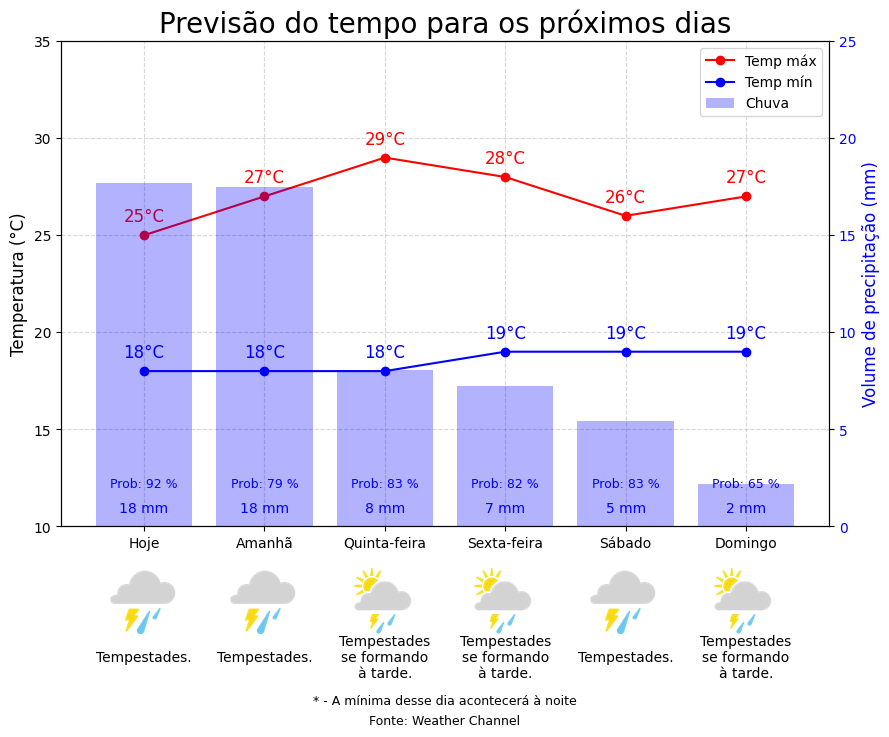 Previsão do tempo para os próximos dias
Temp máx
Temp mín
Chuva
Temperatura (°C)
Volume de precipitação (mm)
35
30
25
20
15
10
25
20
15
10
5
0
25°C
27°C
29°C
28°C
26°C
27°C
18°C
18°C
18°C
19°C
19°C
19°C
Prob: 92 %
Prob: 79 %
Prob: 83 %
Prob: 82 %
Prob: 83 %
Prob: 65 %
18 mm
18 mm
8 mm
7 mm
5 mm
2 mm
Hoje
Amanhã
Quinta-feira
Sexta-feira
Sábado
Domingo
Tempestades.
Tempestades.
Tempestades
se formando
à tarde.
Tempestades
se formando
à tarde.
Tempestades.
Tempestades
se formando
à tarde.
* - A mínima desse dia acontecerá à noite
Fonte: Weather Channel